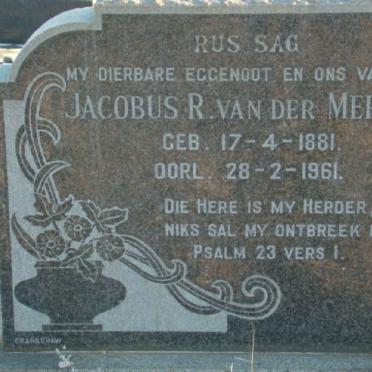 RUS SAG
MY DIERBARE EGGENOOT EN ONS VA
JACOBUS R. VAN DER MER
GEB. 17-4-1881.
OORL. 28-2-1961.
DIE HERE IS MY HERDER
NIKS SAL MY ONTBREEK
PSALM 23 VERS 1.
CRANKSHAW